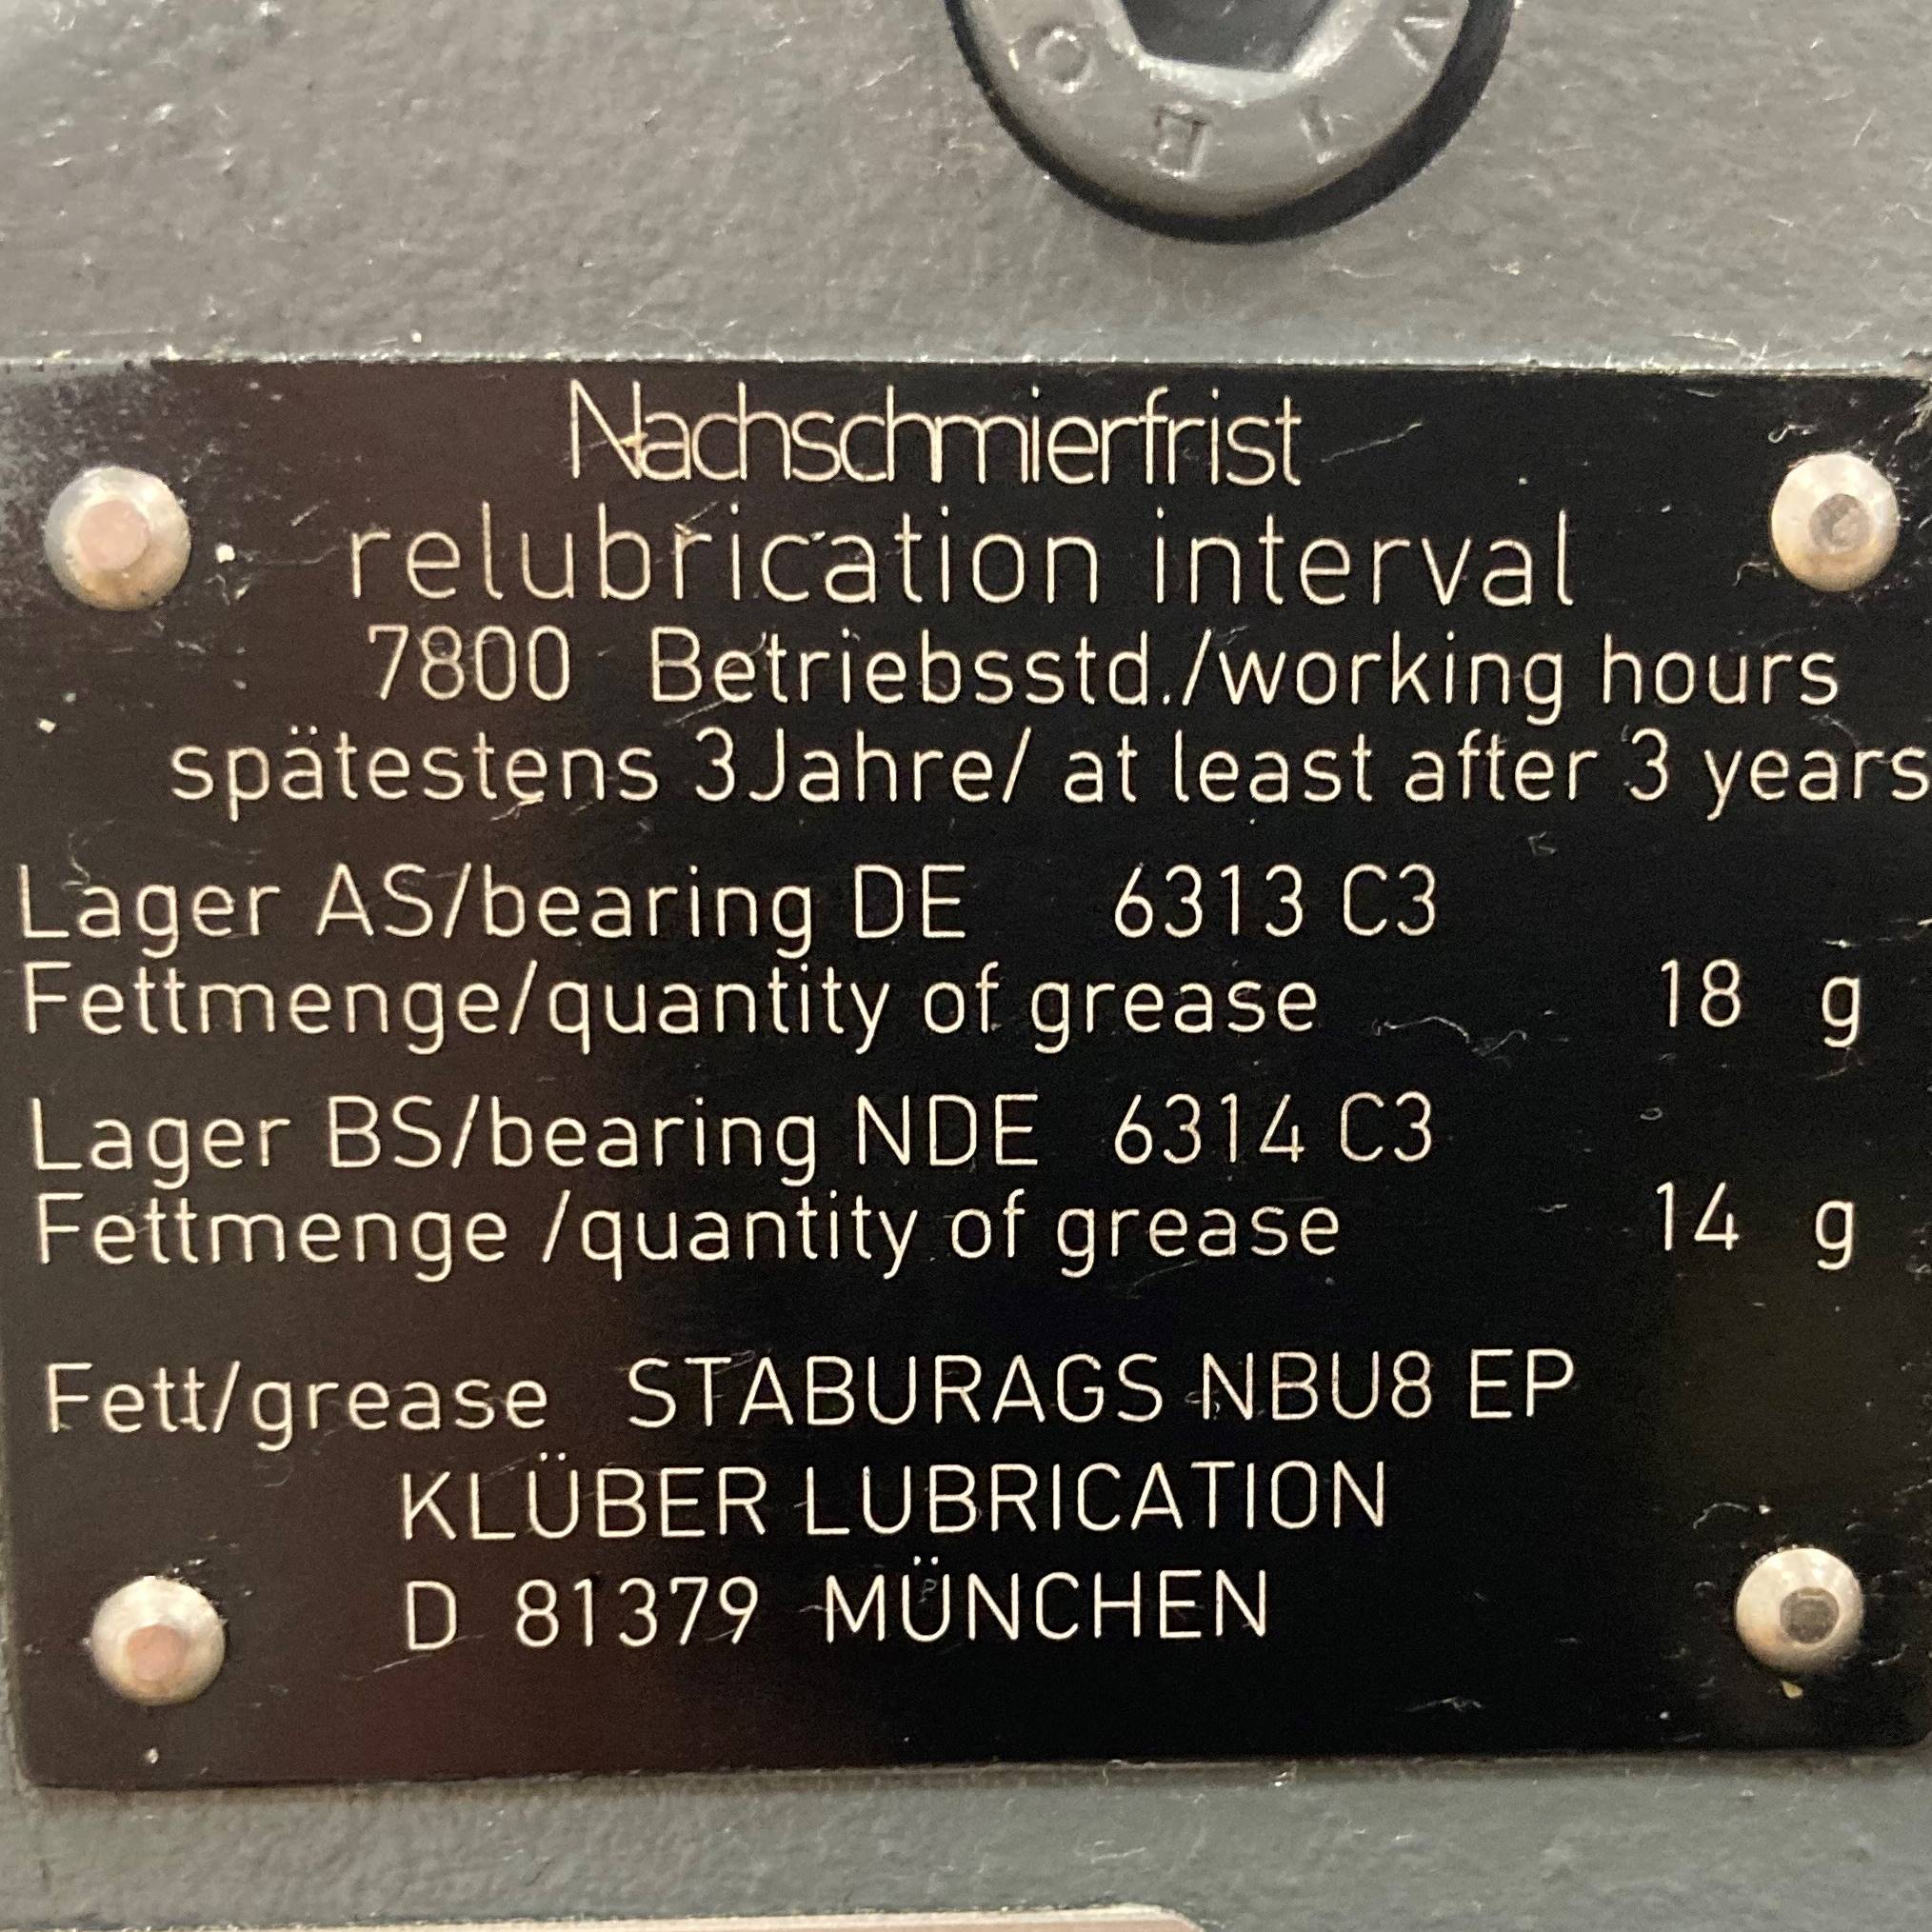 Nachschmierfrist
relubrication interval
7800 Betriebsstd./working hours
spätestens 3Jahre/ at least after 3 years
Lager AS/bearing DE 6313 C3
Fettmenge/quantity of grease 18 g
Lager BS/bearing NDE 6314 C3
Fettmenge /quantity of grease 14 g
Fett/grease STABURAGS NBU8 EP
KLÜBER LUBRICATION
D 81379 MÜNCHEN